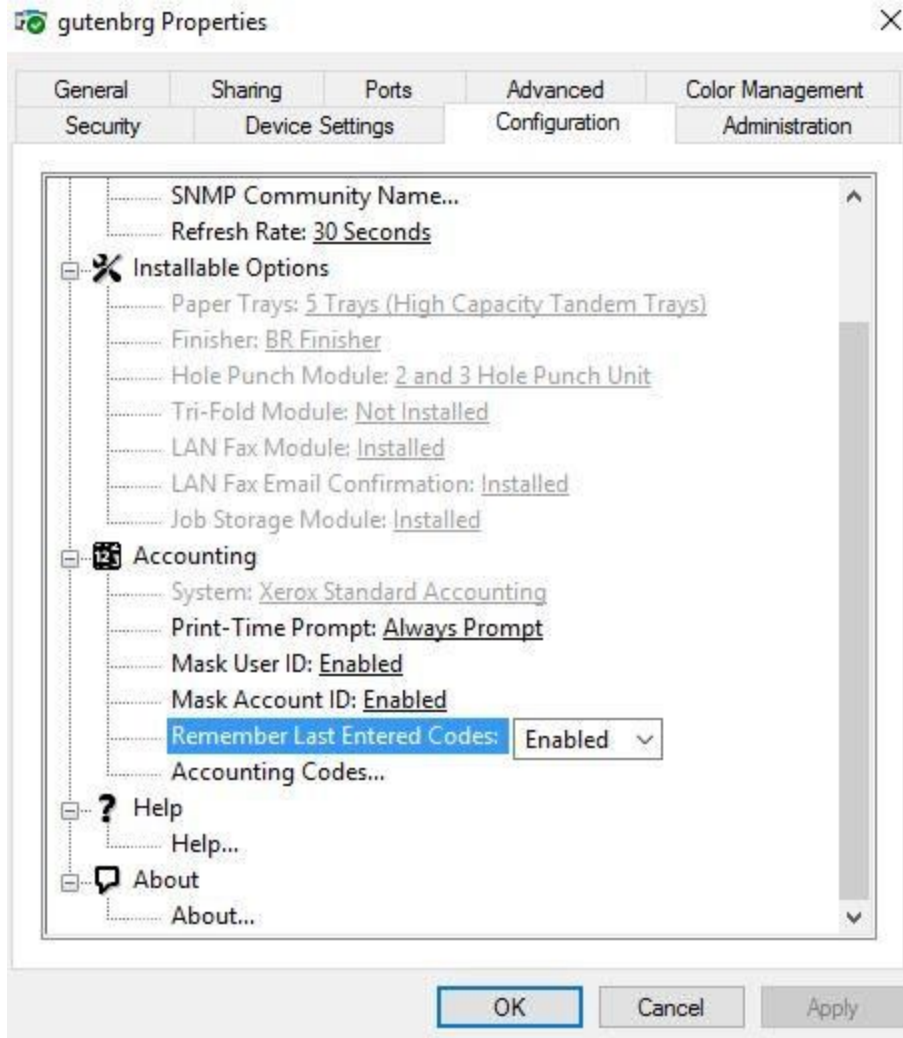 gutenbrg Properties
General Sharing Ports Advanced Color Management
Security Device Settings Configuration Administration
SNMP Community Name...
Refresh Rate: 30 Seconds
Installable Options
Paper Trays: 5 Trays (High Capacity Tandem Trays)
Finisher: BR Finisher
Hole Punch Module: 2 and 3 Hole Punch Unit
Tri-Fold Module: Not Installed
LAN Fax Module: Installed
LAN Fax Email Confirmation: Installed
Job Storage Module: Installed
Accounting
System: Xerox Standard Accounting
Print-Time Prompt: Always Prompt
Mask User ID: Enabled
Mask Account ID: Enabled
Remember Last Entered Codes: Enabled
Accounting Codes...
Help
Help...
About
About...
OK Cancel Apply